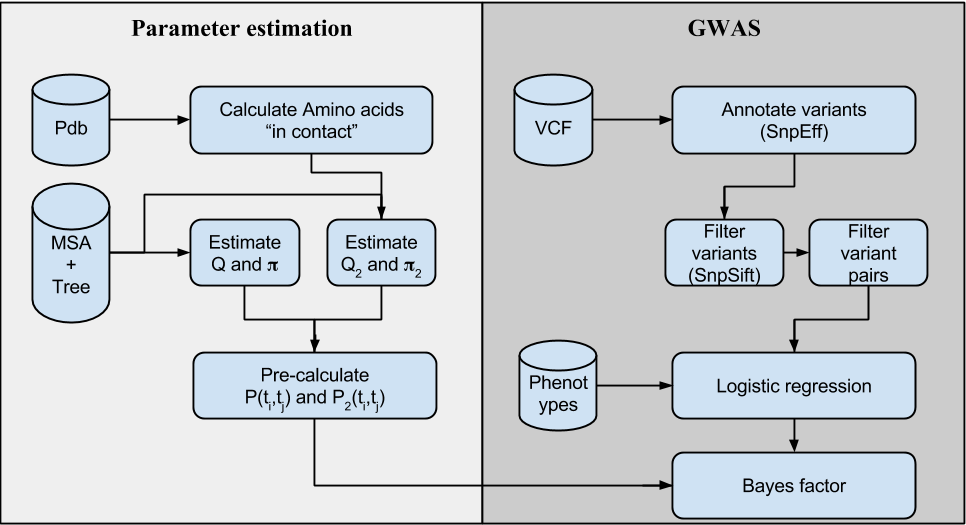 Parameter estimation
Pdb
Calculate Amino acids
“in contact”
MSA
+
Tree
Estimate
Q and π
Estimate
Q₂ and π₂
Pre-calculate
P(tᵢ,tⱼ) and P₂(tᵢ,tⱼ)
GWAS
VCF
Annotate variants
(SnpEff)
Filter
variants
(SnpSift)
Filter
variant
pairs
Phenot
ypes
Logistic regression
Bayes factor